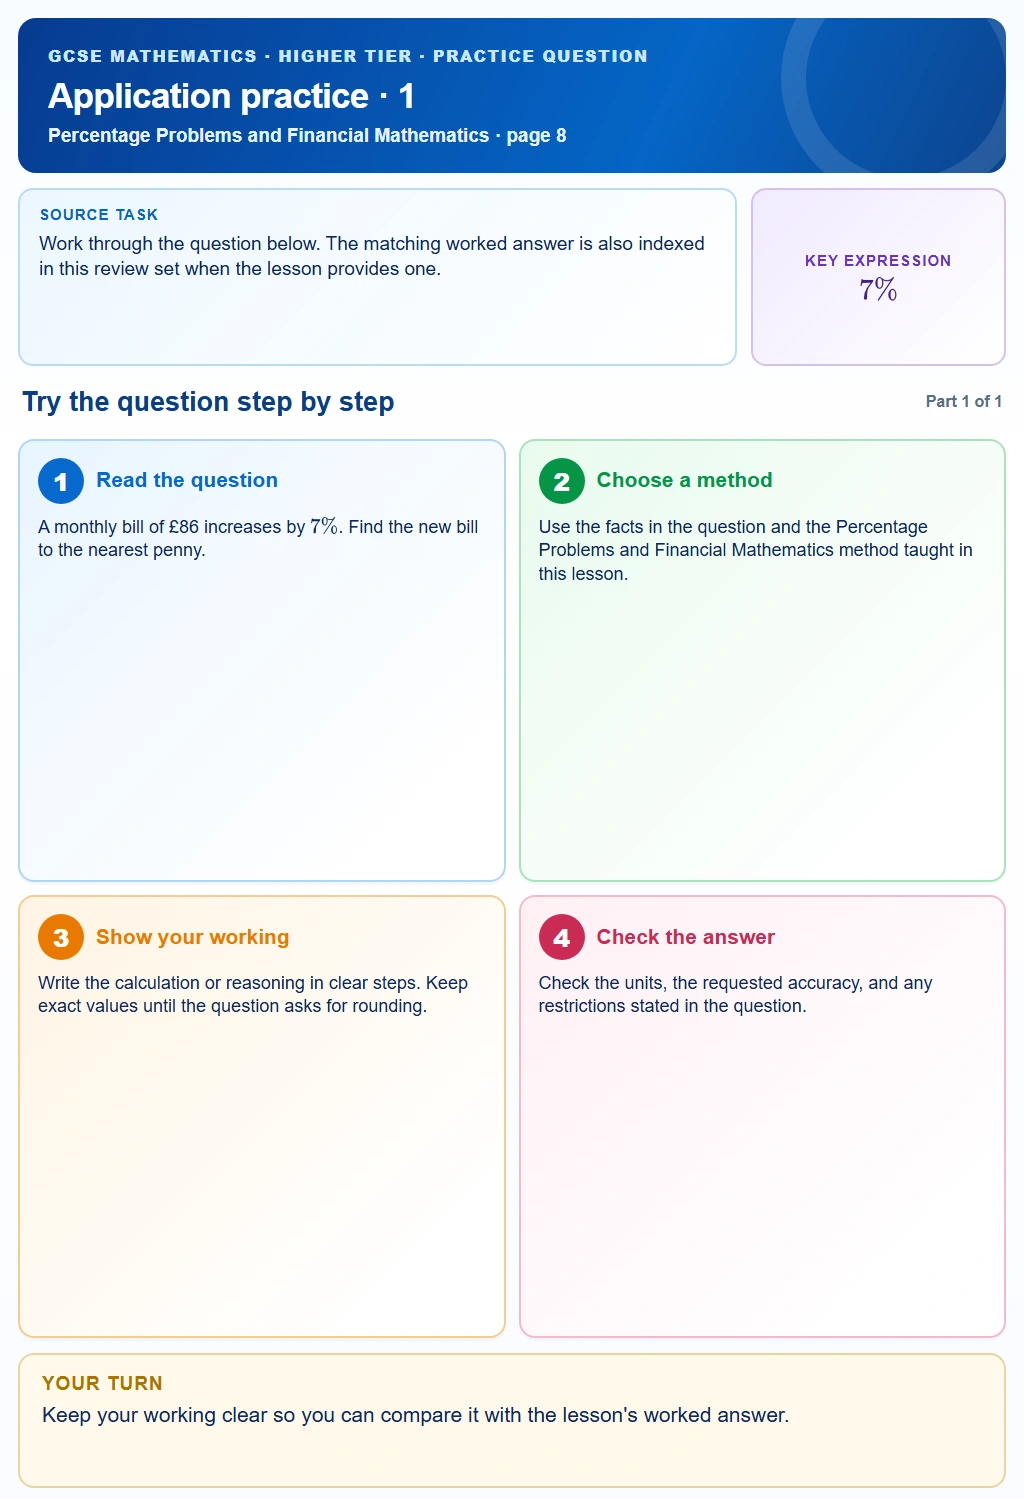 GCSE MATHEMATICS · HIGHER TIER · PRACTICE QUESTION
Application practice · 1
Percentage Problems and Financial Mathematics · page 8
SOURCE TASK
Work through the question below. The matching worked answer is also indexed
in this review set when the lesson provides one.
KEY EXPRESSION
7%
Try the question step by step
Part 1 of 1
1 Read the question
A monthly bill of £86 increases by 7%. Find the new bill
to the nearest penny.
2 Choose a method
Use the facts in the question and the Percentage
Problems and Financial Mathematics method taught in
this lesson.
3 Show your working
Write the calculation or reasoning in clear steps. Keep
exact values until the question asks for rounding.
4 Check the answer
Check the units, the requested accuracy, and any
restrictions stated in the question.
YOUR TURN
Keep your working clear so you can compare it with the lesson's worked answer.